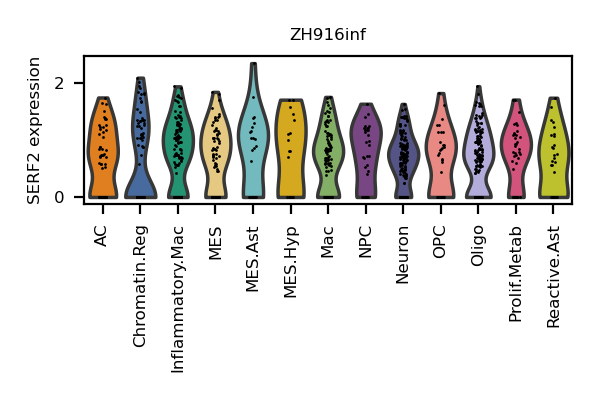 ZH916inf
SERF2 expression
2
0
AC
Chromatin.Reg
Inflammatory.Mac
MES
MES.Ast
MES.Hyp
Mac
NPC
Neuron
OPC
Oligo
Prolif.Metab
Reactive.Ast